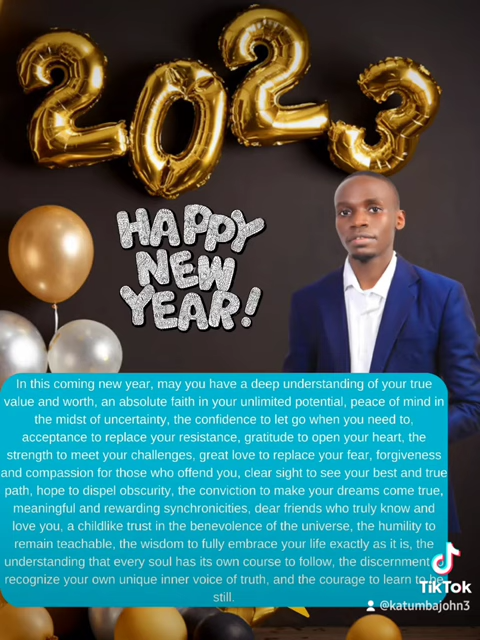 2023
HAPPY
NEW
YEAR!
In this coming new year, may you have a deep understanding of your true
value and worth, an absolute faith in your unlimited potential, peace of mind in
the midst of uncertainty, the confidence to let go when you need to,
acceptance to replace your resistance, gratitude to open your heart, the
strength to meet your challenges, great love to replace your fear, forgiveness
and compassion for those who offend you, clear sight to see your best and true
path, hope to dispel obscurity, the conviction to make your dreams come true,
meaningful and rewarding synchronicities, dear friends who truly know and
love you, a childlike trust in the benevolence of the universe, the humility to
remain teachable, the wisdom to fully embrace your life exactly as it is, the
understanding that every soul has its own course to follow, the discernment to
recognize your own unique inner voice of truth, and the courage to learn to be
still.
TikTok
@katumbajohn3